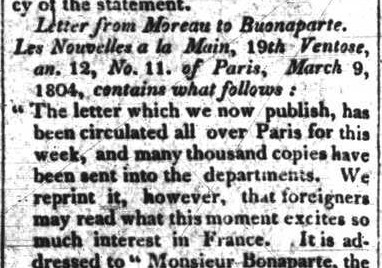 cy of the statement.
Letter from Moreau to Buonaparte.
Les Nouvelles a la Main, 19th Ventose,
an. 12, No. 11. of Paris, March 9,
1804, contains what follows :
"The letter which we now publish, has
been circulated all over Paris for this
week, and many thousand copies have
been sent into the departments. We
reprint it, however, that foreigners
may read what this moment excites so
much interest in France. It is ad-
dressed to "Monsieur Bonaparte, the